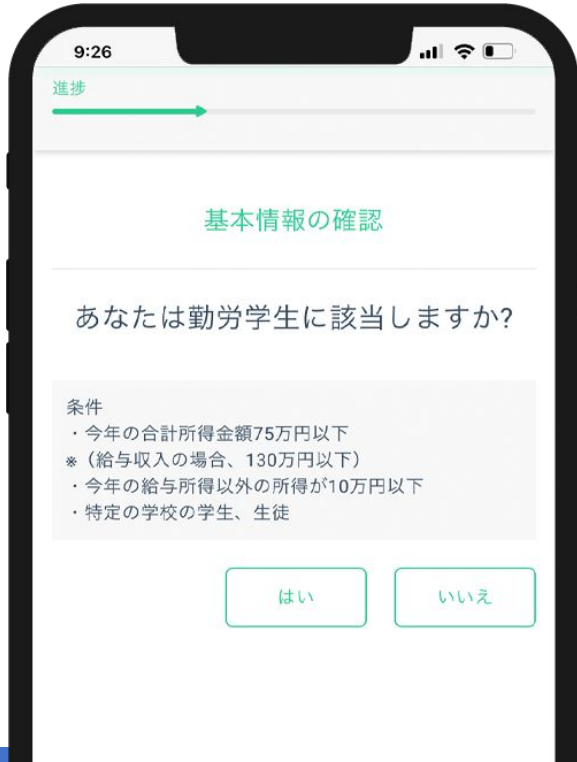 9:26
進捗
基本情報の確認
あなたは勤労学生に該当しますか?
条件
・今年の合計所得金額75万円以下
※（給与収入の場合、130万円以下）
・今年の給与所得以外の所得が10万円以下
・特定の学校の学生、生徒
はい
いいえ